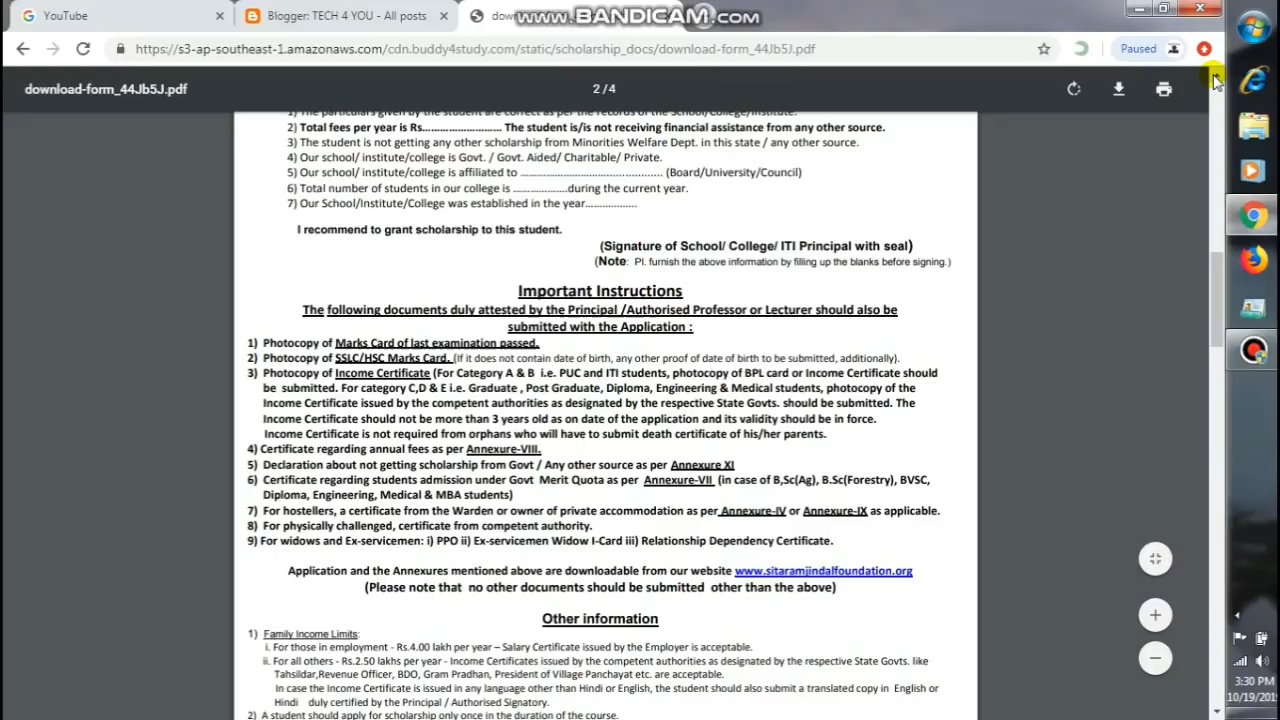 YouTube
Blogger: TECH 4 YOU - All posts
www.BANDICAM.com
https://s3-ap-southeast-1.amazonaws.com/cdn.buddy4study.com/static/scholarship_docs/download-form_44Jb5J.pdf
Paused
download-form_44Jb5J.pdf
2/4
1) The particulars given by the student are correct as per the records of the School/College/Institute.
2) Total fees per year is Rs………………………. The student is/is not receiving financial assistance from any other source.
3) The student is not getting any other scholarship from Minorities Welfare Dept. in this state / any other source.
4) Our school/ institute/college is Govt. / Govt. Aided/ Charitable/ Private.
5) Our school/ institute/college is affiliated to ……………………………………… (Board/University/Council)
6) Total number of students in our college is ………………..during the current year.
7) Our School/Institute/College was established in the year………………
I recommend to grant scholarship to this student.
(Signature of School/ College/ ITI Principal with seal)
(Note: Pl. furnish the above information by filling up the blanks before signing.)
Important Instructions
The following documents duly attested by the Principal /Authorised Professor or Lecturer should also be
submitted with the Application :
1) Photocopy of Marks Card of last examination passed.
2) Photocopy of SSLC/HSC Marks Card. (If it does not contain date of birth, any other proof of date of birth to be submitted, additionally).
3) Photocopy of Income Certificate (For Category A & B i.e. PUC and ITI students, photocopy of BPL card or Income Certificate should
be submitted. For category C,D & E i.e. Graduate , Post Graduate, Diploma, Engineering & Medical students, photocopy of the
Income Certificate issued by the competent authorities as designated by the respective State Govts. should be submitted. The
Income Certificate should not be more than 3 years old as on date of the application and its validity should be in force.
Income Certificate is not required from orphans who will have to submit death certificate of his/her parents.
4) Certificate regarding annual fees as per Annexure-VIII.
5) Declaration about not getting scholarship from Govt / Any other source as per Annexure XI
6) Certificate regarding students admission under Govt Merit Quota as per Annexure-VII (in case of B,Sc(Ag), B.Sc(Forestry), BVSC,
Diploma, Engineering, Medical & MBA students)
7) For hostellers, a certificate from the Warden or owner of private accommodation as per Annexure-IV or Annexure-IX as applicable.
8) For physically challenged, certificate from competent authority.
9) For widows and Ex-servicemen: i) PPO ii) Ex-servicemen Widow I-Card iii) Relationship Dependency Certificate.
Application and the Annexures mentioned above are downloadable from our website www.sitaramjindalfoundation.org
(Please note that no other documents should be submitted other than the above)
Other information
1) Family Income Limits:
i. For those in employment - Rs.4.00 lakh per year – Salary Certificate issued by the Employer is acceptable.
ii. For all others - Rs.2.50 lakhs per year - Income Certificates issued by the competent authorities as designated by the respective State Govts. like
Tahsildar,Revenue Officer, BDO, Gram Pradhan, President of Village Panchayat etc. are acceptable.
In case the Income Certificate is issued in any language other than Hindi or English, the student should also submit a translated copy in English or
Hindi duly certified by the Principal / Authorised Signatory.
2) A student should apply for scholarship only once in the duration of the course.
3:30 PM